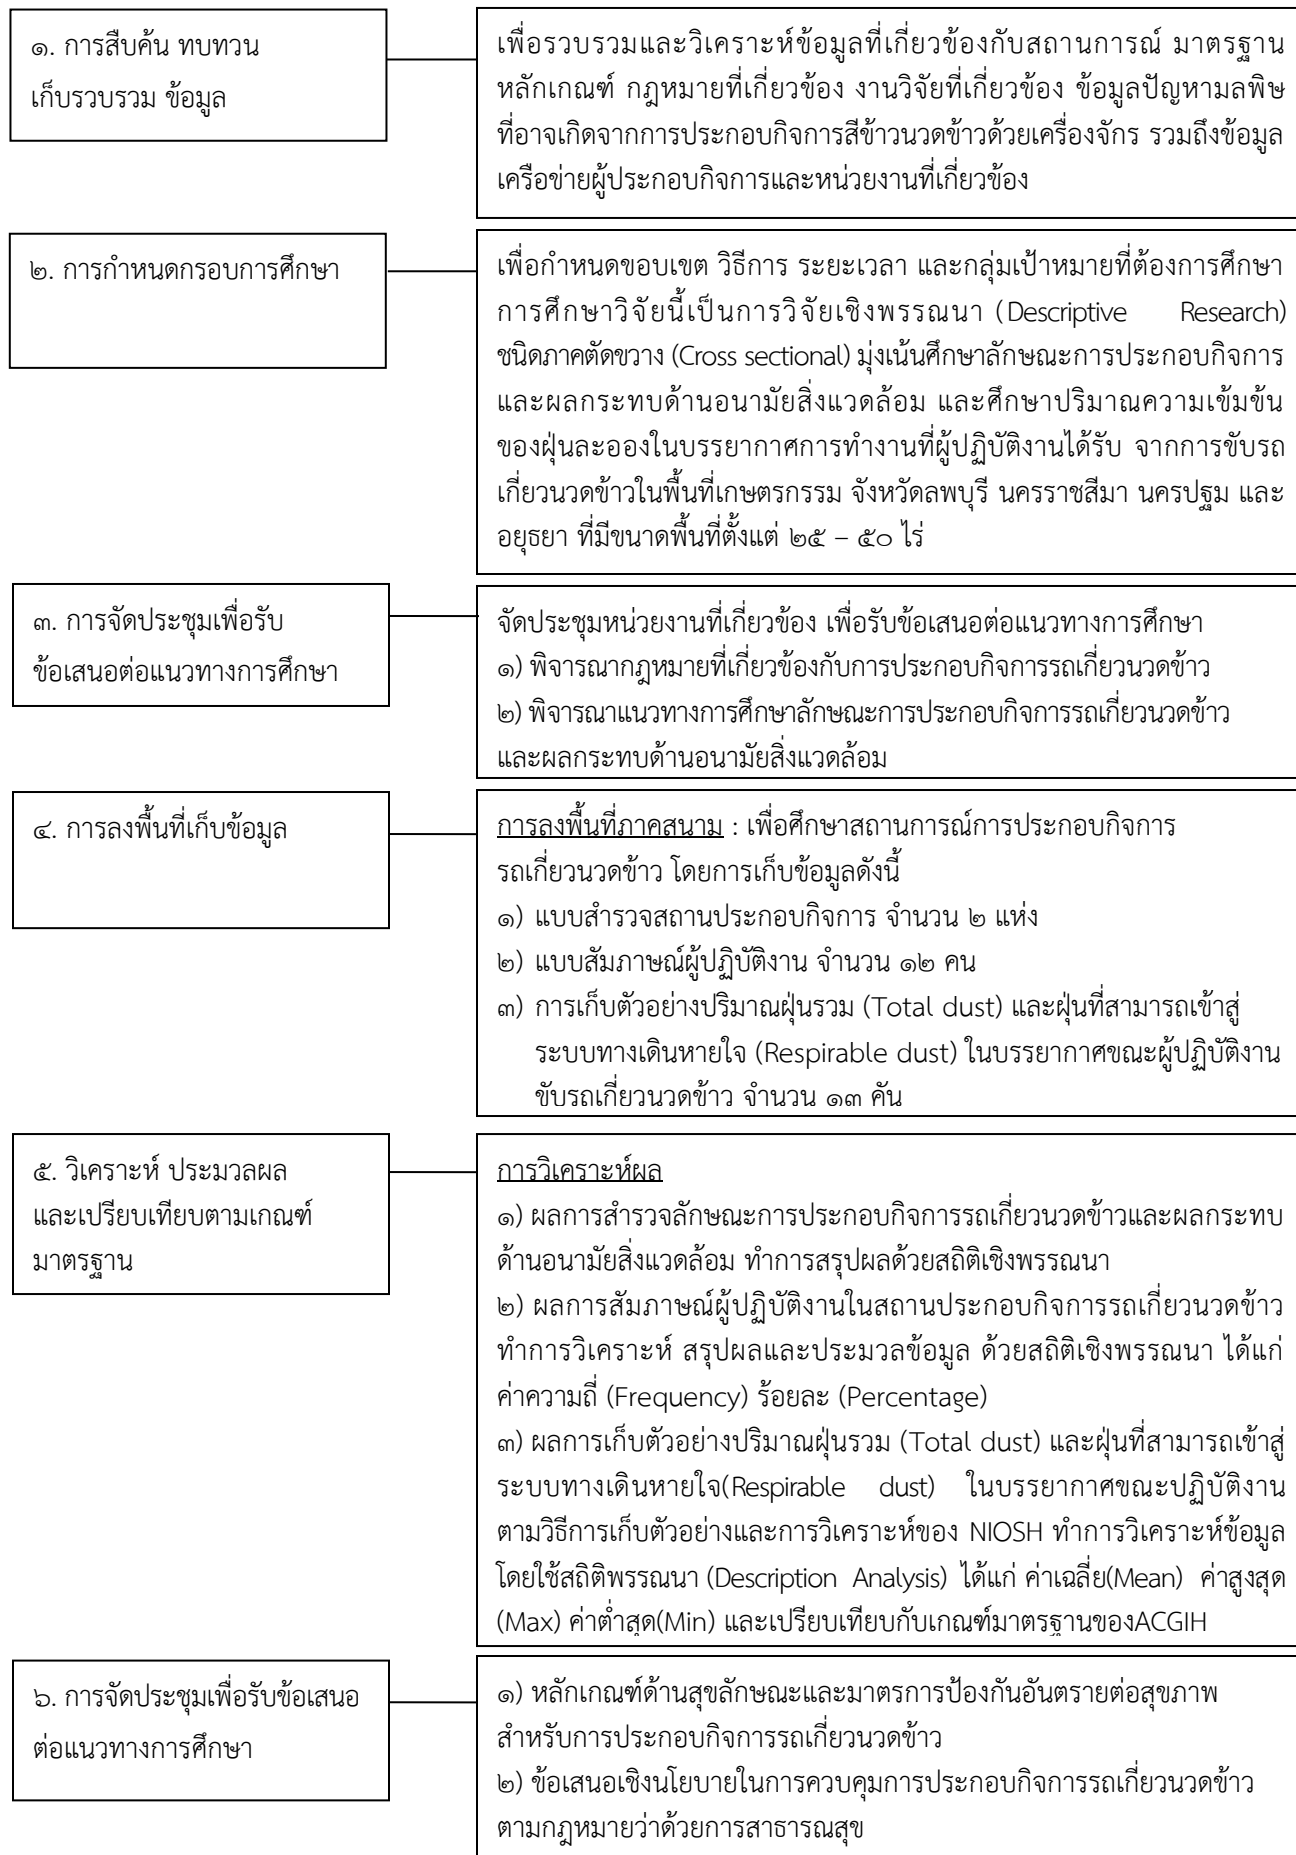 ๑. การสืบค้น ทบทวน
เก็บรวบรวม ข้อมูล
เพื่อรวบรวมและวิเคราะห์ข้อมูลที่เกี่ยวข้องกับสถานการณ์ มาตรฐาน
หลักเกณฑ์ กฎหมายที่เกี่ยวข้อง งานวิจัยที่เกี่ยวข้อง ข้อมูลปัญหามลพิษ
ที่อาจเกิดจากการประกอบกิจการสีข้าวนวดข้าวด้วยเครื่องจักร รวมถึงข้อมูล
เครือข่ายผู้ประกอบกิจการและหน่วยงานที่เกี่ยวข้อง
๒. การกำหนดกรอบการศึกษา
เพื่อกำหนดขอบเขต วิธีการ ระยะเวลา และกลุ่มเป้าหมายที่ต้องการศึกษา
การศึกษาวิจัยนี้เป็นการวิจัยเชิงพรรณนา (Descriptive Research)
ชนิดภาคตัดขวาง (Cross sectional) มุ่งเน้นศึกษาลักษณะการประกอบกิจการ
และผลกระทบด้านอนามัยสิ่งแวดล้อม และศึกษาปริมาณความเข้มข้น
ของฝุ่นละอองในบรรยากาศการทำงานที่ผู้ปฏิบัติงานได้รับ จากการขับรถ
เกี่ยวนวดข้าวในพื้นที่เกษตรกรรม จังหวัดลพบุรี นครราชสีมา นครปฐม และ
อยุธยา ที่มีขนาดพื้นที่ตั้งแต่ ๒๕ – ๕๐ ไร่
๓. การจัดประชุมเพื่อรับ
ข้อเสนอต่อแนวทางการศึกษา
จัดประชุมหน่วยงานที่เกี่ยวข้อง เพื่อรับข้อเสนอต่อแนวทางการศึกษา
๑) พิจารณากฎหมายที่เกี่ยวข้องกับการประกอบกิจการรถเกี่ยวนวดข้าว
๒) พิจารณาแนวทางการศึกษาลักษณะการประกอบกิจการรถเกี่ยวนวดข้าว
และผลกระทบด้านอนามัยสิ่งแวดล้อม
๔. การลงพื้นที่เก็บข้อมูล
การลงพื้นที่ภาคสนาม : เพื่อศึกษาสถานการณ์การประกอบกิจการ
รถเกี่ยวนวดข้าว โดยการเก็บข้อมูลดังนี้
๑) แบบสำรวจสถานประกอบกิจการ จำนวน ๒ แห่ง
๒) แบบสัมภาษณ์ผู้ปฏิบัติงาน จำนวน ๑๒ คน
๓) การเก็บตัวอย่างปริมาณฝุ่นรวม (Total dust) และฝุ่นที่สามารถเข้าสู่
ระบบทางเดินหายใจ (Respirable dust) ในบรรยากาศขณะผู้ปฏิบัติงาน
ขับรถเกี่ยวนวดข้าว จำนวน ๑๓ คัน
๕. วิเคราะห์ ประมวลผล
และเปรียบเทียบตามเกณฑ์
มาตรฐาน
การวิเคราะห์ผล
๑) ผลการสำรวจลักษณะการประกอบกิจการรถเกี่ยวนวดข้าวและผลกระทบ
ด้านอนามัยสิ่งแวดล้อม ทำการสรุปผลด้วยสถิติเชิงพรรณนา
๒) ผลการสัมภาษณ์ผู้ปฏิบัติงานในสถานประกอบกิจการรถเกี่ยวนวดข้าว
ทำการวิเคราะห์ สรุปผลและประมวลข้อมูล ด้วยสถิติเชิงพรรณนา ได้แก่
ค่าความถี่ (Frequency) ร้อยละ (Percentage)
๓) ผลการเก็บตัวอย่างปริมาณฝุ่นรวม (Total dust) และฝุ่นที่สามารถเข้าสู่
ระบบทางเดินหายใจ(Respirable dust) ในบรรยากาศขณะปฏิบัติงาน
ตามวิธีการเก็บตัวอย่างและการวิเคราะห์ของ NIOSH ทำการวิเคราะห์ข้อมูล
โดยใช้สถิติพรรณนา (Description Analysis) ได้แก่ ค่าเฉลี่ย(Mean) ค่าสูงสุด
(Max) ค่าต่ำสุด(Min) และเปรียบเทียบกับเกณฑ์มาตรฐานของACGIH
๖. การจัดประชุมเพื่อรับข้อเสนอ
ต่อแนวทางการศึกษา
๑) หลักเกณฑ์ด้านสุขลักษณะและมาตรการป้องกันอันตรายต่อสุขภาพ
สำหรับการประกอบกิจการรถเกี่ยวนวดข้าว
๒) ข้อเสนอเชิงนโยบายในการควบคุมการประกอบกิจการรถเกี่ยวนวดข้าว
ตามกฎหมายว่าด้วยการสาธารณสุข